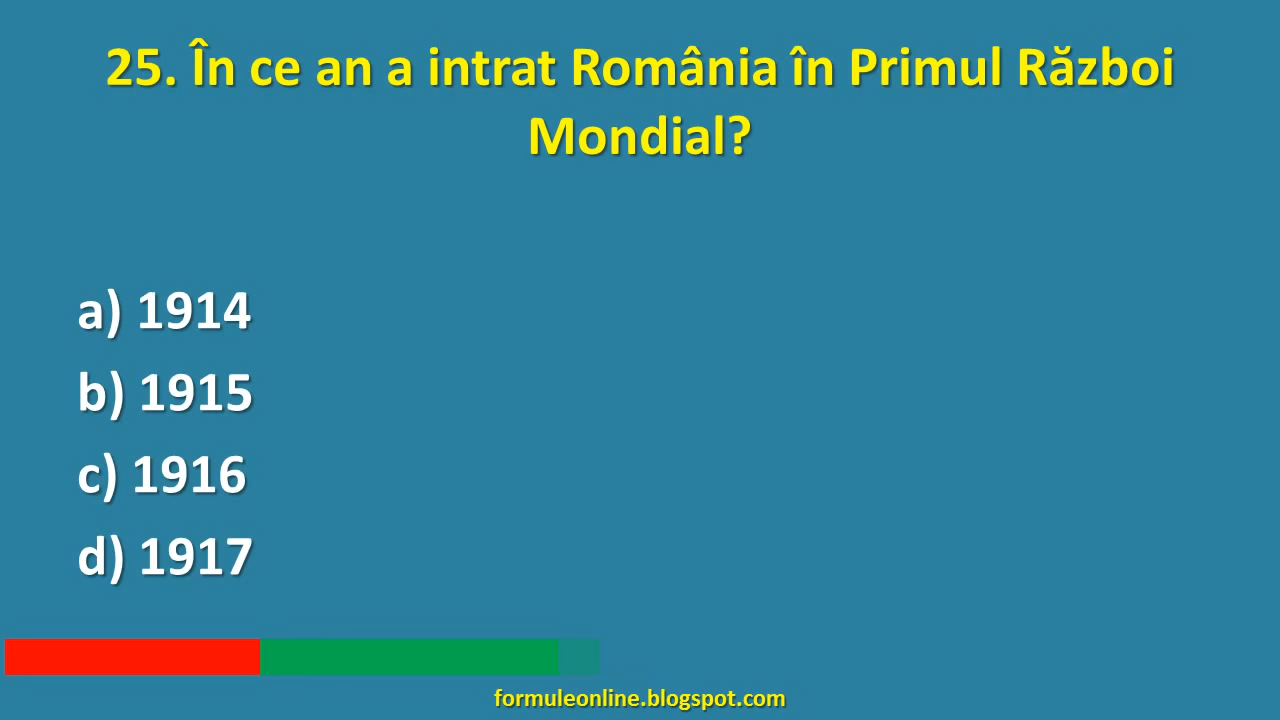 25. În ce an a intrat România în Primul Război
Mondial?
a) 1914
b) 1915
c) 1916
d) 1917
formuleonline.blogspot.com